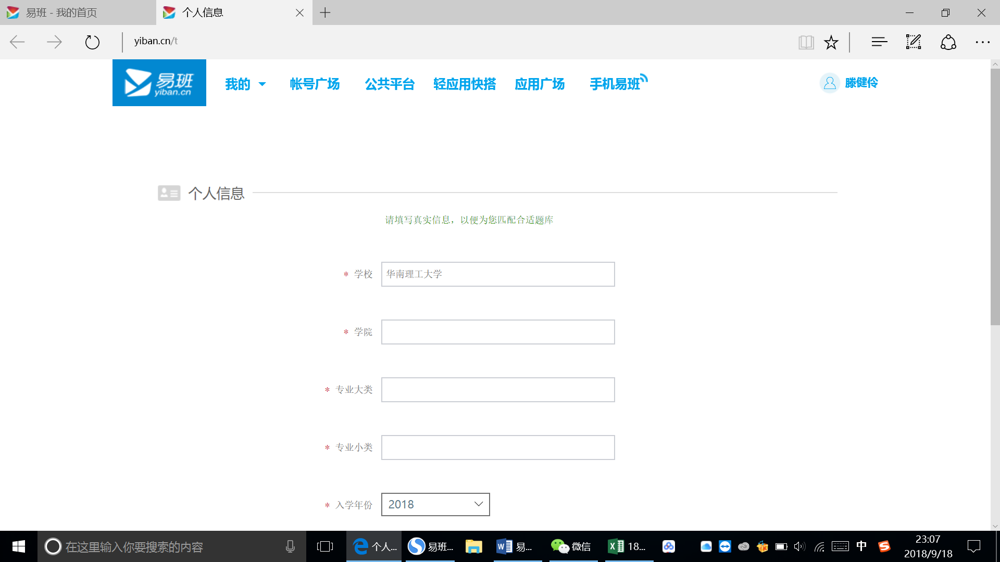 易班 - 我的首页
个人信息
yiban.cn/t
易班
yiban.cn
我的
帐号广场
公共平台
轻应用快搭
应用广场
手机易班
滕健伶
个人信息
请填写真实信息，以便为您匹配合适题库
* 学校
华南理工大学
* 学院
* 专业大类
* 专业小类
* 入学年份
2018
在这里输入你要搜索的内容
个人...
易班...
易...
微信
18...
中
23:07
2018/9/18